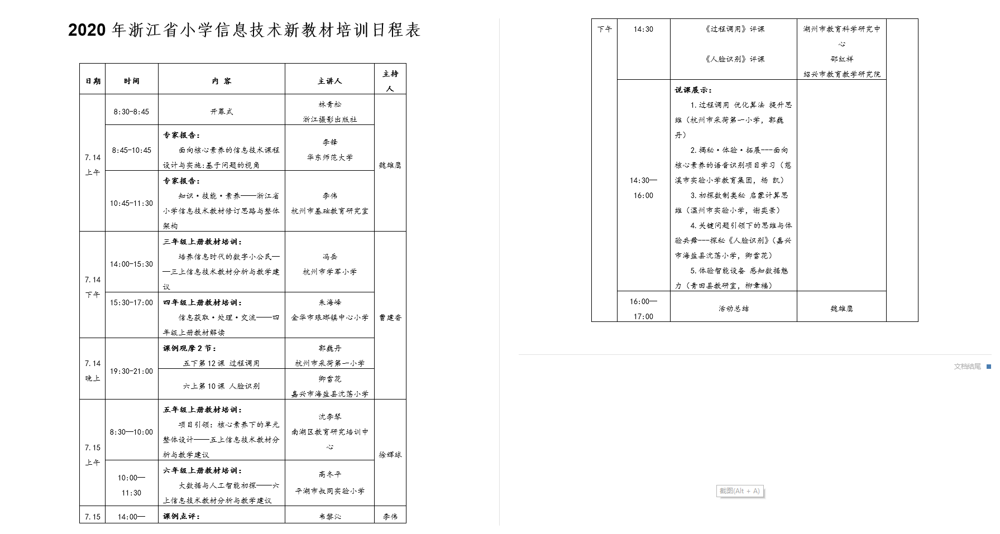 2020 年浙江省小学信息技术新教材培训日程表
日期
时间
内 容
主讲人
主持
人
7.14
上午
8:30-8:45
开幕式
林青松
浙江摄影出版社
魏雄鹰
8:45-10:45
专家报告：
面向核心素养的信息技术课程
设计与实施:基于问题的视角
李锋
华东师范大学
10:45-11:30
专家报告：
知识·技能·素养——浙江省
小学信息技术教材修订思路与整体
架构
李伟
杭州市基础教育研究室
7.14
下午
14:00-15:30
三年级上册教材培训：
培养信息时代的数字小公民—
—三上信息技术教材分析与教学建
议
冯岳
杭州市学军小学
曹建香
15:30-17:00
四年级上册教材培训：
信息获取·处理·交流——四
年级上册教材解读
朱海峰
金华市琅琊镇中心小学
7.14
晚上
19:30-21:00
课例观摩 2 节：
五下第 12 课 过程调用
郭巍丹
杭州市采荷第一小学
六上第 10 课 人脸识别
卿雪花
嘉兴市海盐县沈荡小学
7.15
上午
8:30—10:00
五年级上册教材培训：
项目引领：核心素养下的单元
整体设计——五上信息技术教材分
析与教学建议
沈李琴
南湖区教育研究培训中
心
徐辉球
10:00—
11:30
六年级上册教材培训：
大数据与人工智能初探——六
上信息技术教材分析与教学建议
高冬平
平湖市叔同实验小学
7.15
14:00—
课例点评：
韦黎沁
李伟
下午
14:30
《过程调用》评课
《人脸识别》评课
湖州市教育科学研究中
心
邵红祥
绍兴市教育教学研究院
14:30—
16:00
说课展示：
1.过程调用 优化算法 提升思
维（杭州市采荷第一小学，郭巍
丹）
2.揭秘·体验·拓展---面向
核心素养的语音识别项目学习（慈
溪市实验小学教育集团，杨 凯）
3.初探数制奥秘 启蒙计算思
维（温州市实验小学，谢奕崇）
4.关键问题引领下的思维与体
验共舞---探秘《人脸识别》（嘉兴
市海盐县沈荡小学，卿雪花）
5.体验智能设备 感知数据魅
力（青田县教研室，柳章福）
16:00—
17:00
活动总结
魏雄鹰
文档结尾
截图(Alt + A)